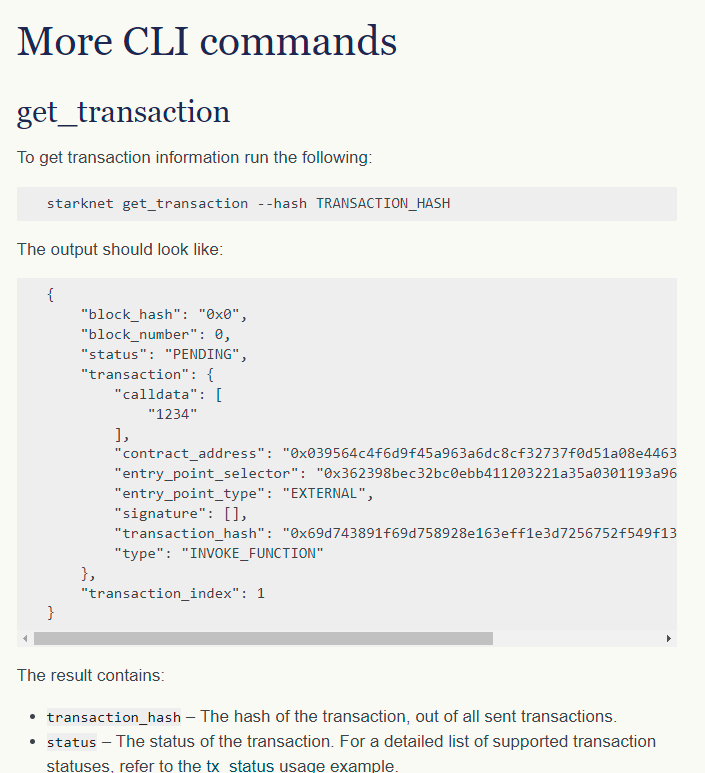 More CLI commands
get_transaction
To get transaction information run the following:
starknet get_transaction --hash TRANSACTION_HASH
The output should look like:
{
    "block_hash": "0x0",
    "block_number": 0,
    "status": "PENDING",
    "transaction": {
        "calldata": [
            "1234"
        ],
        "contract_address": "0x039564c4f6d9f45a963a6dc8cf32737f0d51a08e4463
        "entry_point_selector": "0x362398bec32bc0ebb411203221a35a0301193a96
        "entry_point_type": "EXTERNAL",
        "signature": [],
        "transaction_hash": "0x69d743891f69d758928e163eff1e3d7256752f549f13
        "type": "INVOKE_FUNCTION"
    },
    "transaction_index": 1
}
The result contains:
• transaction_hash – The hash of the transaction, out of all sent transactions.
• status – The status of the transaction. For a detailed list of supported transaction
statuses, refer to the tx_status usage example.